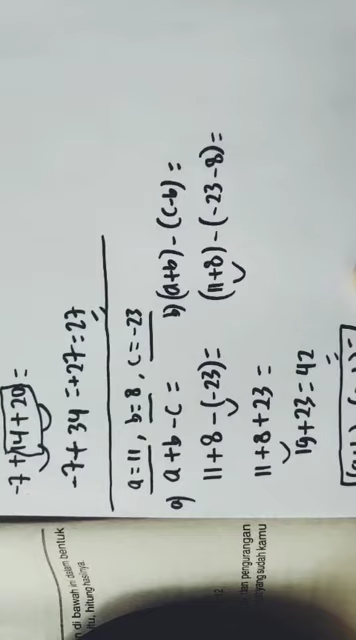 -7+14+20=
-7+34=+27=27
a=11, b=8, c=-23
a) a+b-c=
11+8-(-23)=
11+8+23=
19+23=42
b) (a+b)-(c-b)=
(11+8)-(-23-8)=
n di bawah ini dalam bentuk
tu, hitung hasilnya.
dan pengurangan
yang sudah kamu